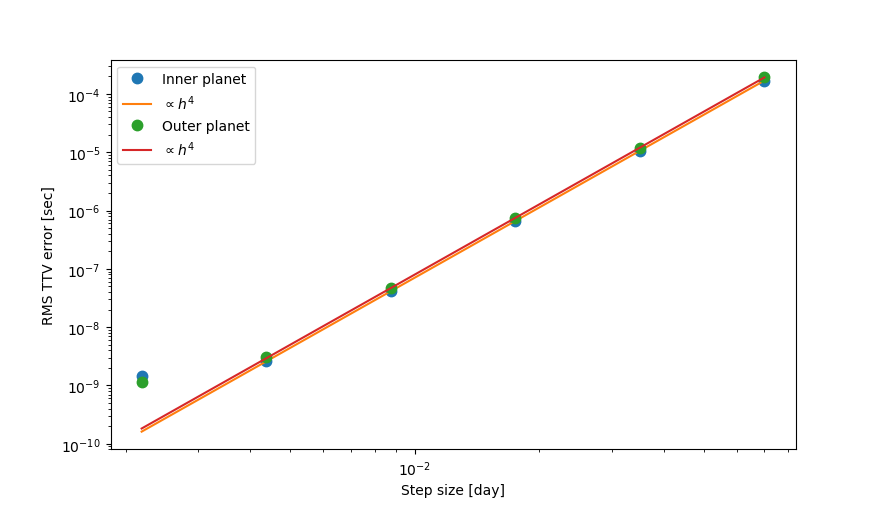 Inner planet
∝ h⁴
Outer planet
∝ h⁴
RMS TTV error [sec]
10⁻⁴
10⁻⁵
10⁻⁶
10⁻⁷
10⁻⁸
10⁻⁹
10⁻¹⁰
10⁻²
Step size [day]